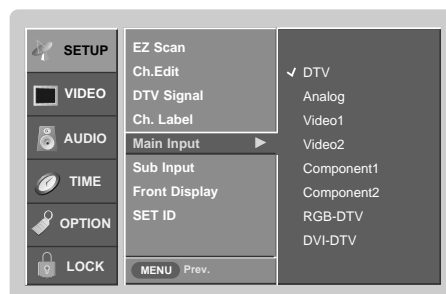 SETUP
VIDEO
AUDIO
TIME
OPTION
LOCK
EZ Scan
Ch.Edit
DTV Signal
Ch. Label
Main Input
Sub Input
Front Display
SET ID
MENU Prev.
DTV
Analog
Video1
Video2
Component1
Component2
RGB-DTV
DVI-DTV